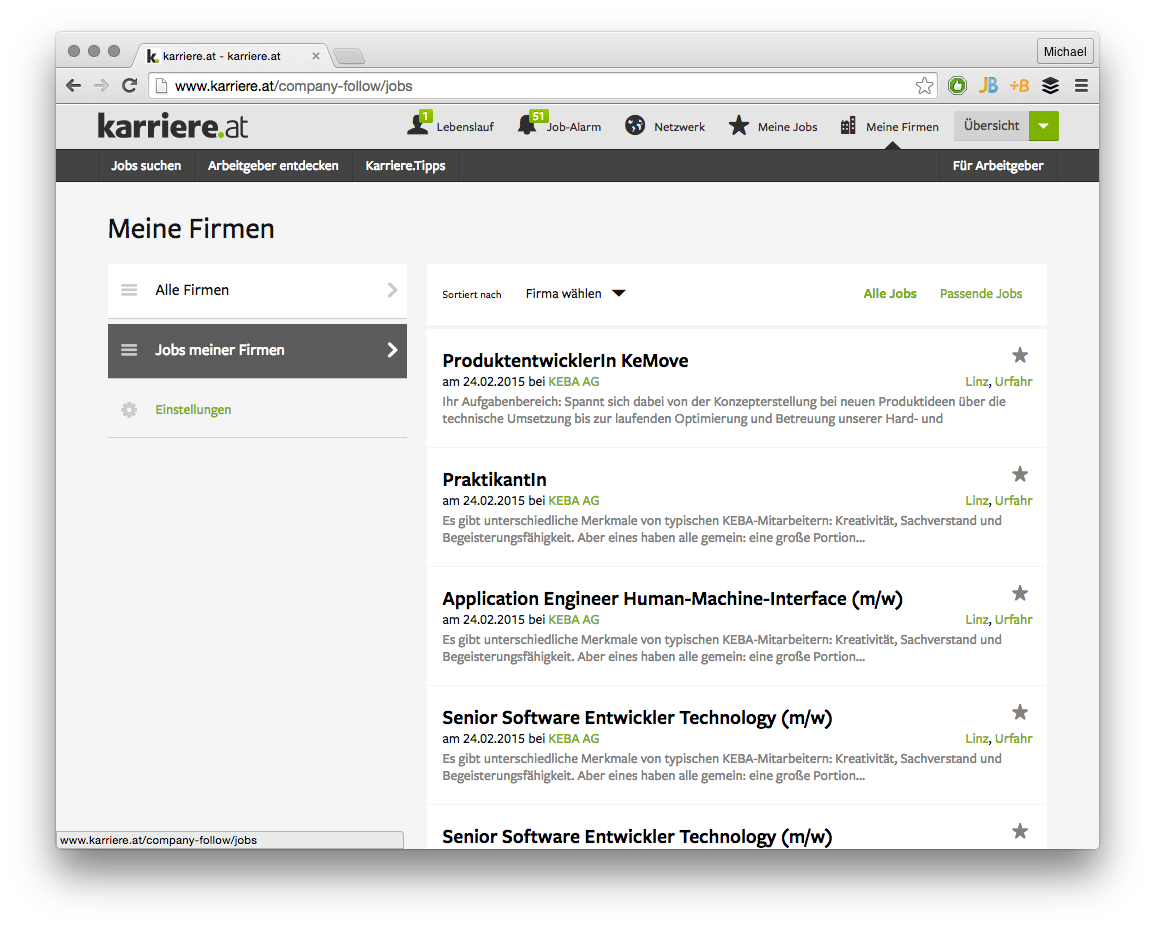 karriere.at - karriere.at
Michael
www.karriere.at/company-follow/jobs
karriere.at
1
Lebenslauf
51
Job-Alarm
Netzwerk
Meine Jobs
Meine Firmen
Übersicht
Jobs suchen
Arbeitgeber entdecken
Karriere.Tipps
Für Arbeitgeber
Meine Firmen
Alle Firmen
Jobs meiner Firmen
Einstellungen
Sortiert nach
Firma wählen
Alle Jobs
Passende Jobs
ProduktentwicklerIn KeMove
am 24.02.2015 bei KEBA AG
Linz, Urfahr
Ihr Aufgabenbereich: Spannt sich dabei von der Konzepterstellung bei neuen Produktideen über die
technische Umsetzung bis zur laufenden Optimierung und Betreuung unserer Hard- und
PraktikantIn
am 24.02.2015 bei KEBA AG
Linz, Urfahr
Es gibt unterschiedliche Merkmale von typischen KEBA-Mitarbeitern: Kreativität, Sachverstand und
Begeisterungsfähigkeit. Aber eines haben alle gemein: eine große Portion...
Application Engineer Human-Machine-Interface (m/w)
am 24.02.2015 bei KEBA AG
Linz, Urfahr
Es gibt unterschiedliche Merkmale von typischen KEBA-Mitarbeitern: Kreativität, Sachverstand und
Begeisterungsfähigkeit. Aber eines haben alle gemein: eine große Portion...
Senior Software Entwickler Technology (m/w)
am 24.02.2015 bei KEBA AG
Linz, Urfahr
Es gibt unterschiedliche Merkmale von typischen KEBA-Mitarbeitern: Kreativität, Sachverstand und
Begeisterungsfähigkeit. Aber eines haben alle gemein: eine große Portion...
Senior Software Entwickler Technology (m/w)
www.karriere.at/company-follow/jobs